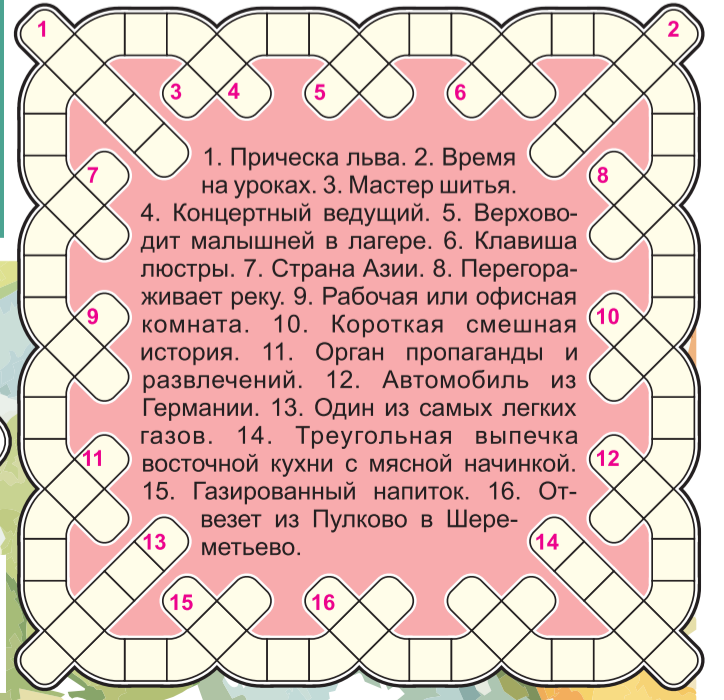 1 2
3 4 5 6
7 8
1. Прическа льва. 2. Время
на уроках. 3. Мастер шитья.
4. Концертный ведущий. 5. Верхово-
дит малышней в лагере. 6. Клавиша
люстры. 7. Страна Азии. 8. Перегора-
живает реку. 9. Рабочая или офисная
комната. 10. Короткая смешная
история. 11. Орган пропаганды и
развлечений. 12. Автомобиль из
Германии. 13. Один из самых легких
газов. 14. Треугольная выпечка
восточной кухни с мясной начинкой.
15. Газированный напиток. 16. От-
везет из Пулково в Шере-
метьево.
9 10
11 12
13 14
15 16